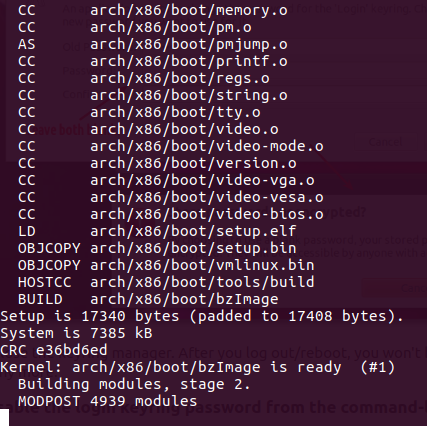 CC arch/x86/boot/memory.o
CC arch/x86/boot/pm.o
AS arch/x86/boot/pmjump.o
CC arch/x86/boot/printf.o
CC arch/x86/boot/regs.o
CC arch/x86/boot/string.o
CC arch/x86/boot/tty.o
CC arch/x86/boot/video.o
CC arch/x86/boot/video-mode.o
CC arch/x86/boot/version.o
CC arch/x86/boot/video-vga.o
CC arch/x86/boot/video-vesa.o
CC arch/x86/boot/video-bios.o
LD arch/x86/boot/setup.elf
OBJCOPY arch/x86/boot/setup.bin
OBJCOPY arch/x86/boot/vmlinux.bin
HOSTCC arch/x86/boot/tools/build
BUILD arch/x86/boot/bzImage
Setup is 17340 bytes (padded to 17408 bytes).
System is 7385 kB
CRC a36bd6ed
Kernel: arch/x86/boot/bzImage is ready (#1)
Building modules, stage 2.
MODPOST 4939 modules